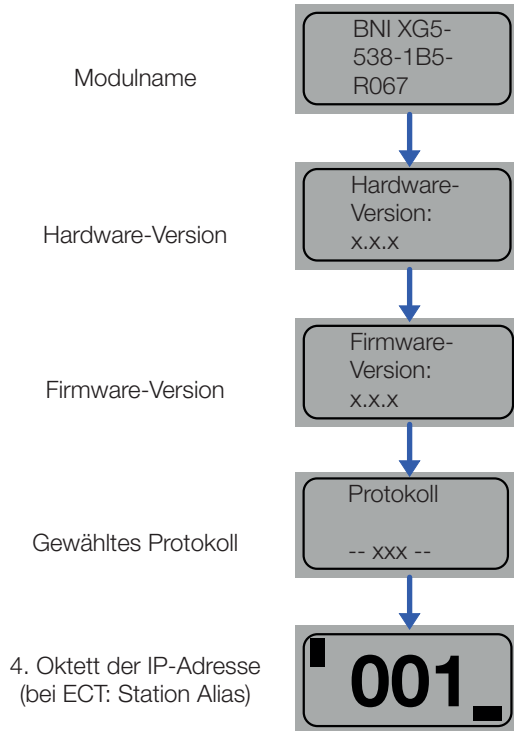 Modulname
BNI XG5-
538-1B5-
R067
Hardware-Version
Hardware-
Version:
x.x.x
Firmware-Version
Firmware-
Version:
x.x.x
Gewähltes Protokoll
Protokoll
-- xxx --
4. Oktett der IP-Adresse
(bei ECT: Station Alias)
001